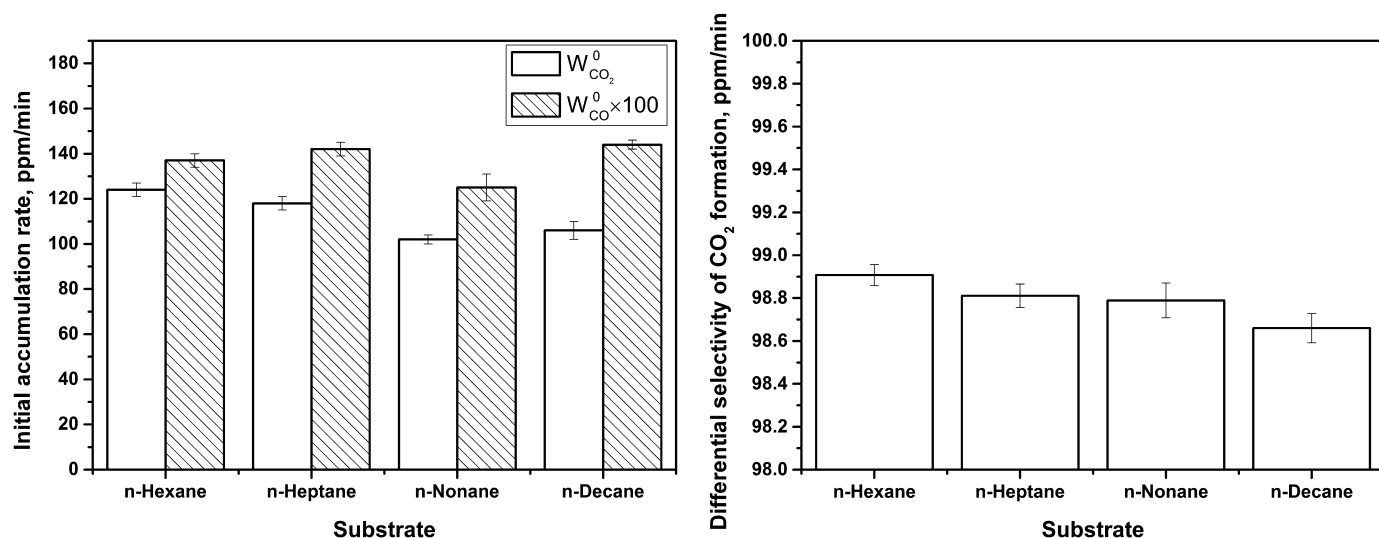 Initial accumulation rate, ppm/min
180
160
140
120
100
80
60
40
20
0
W⁰CO₂
W⁰CO×100
n-Hexane n-Heptane n-Nonane n-Decane
Substrate
Differential selectivity of CO₂ formation, ppm/min
100.0
99.8
99.6
99.4
99.2
99.0
98.8
98.6
98.4
98.2
98.0
n-Hexane n-Heptane n-Nonane n-Decane
Substrate